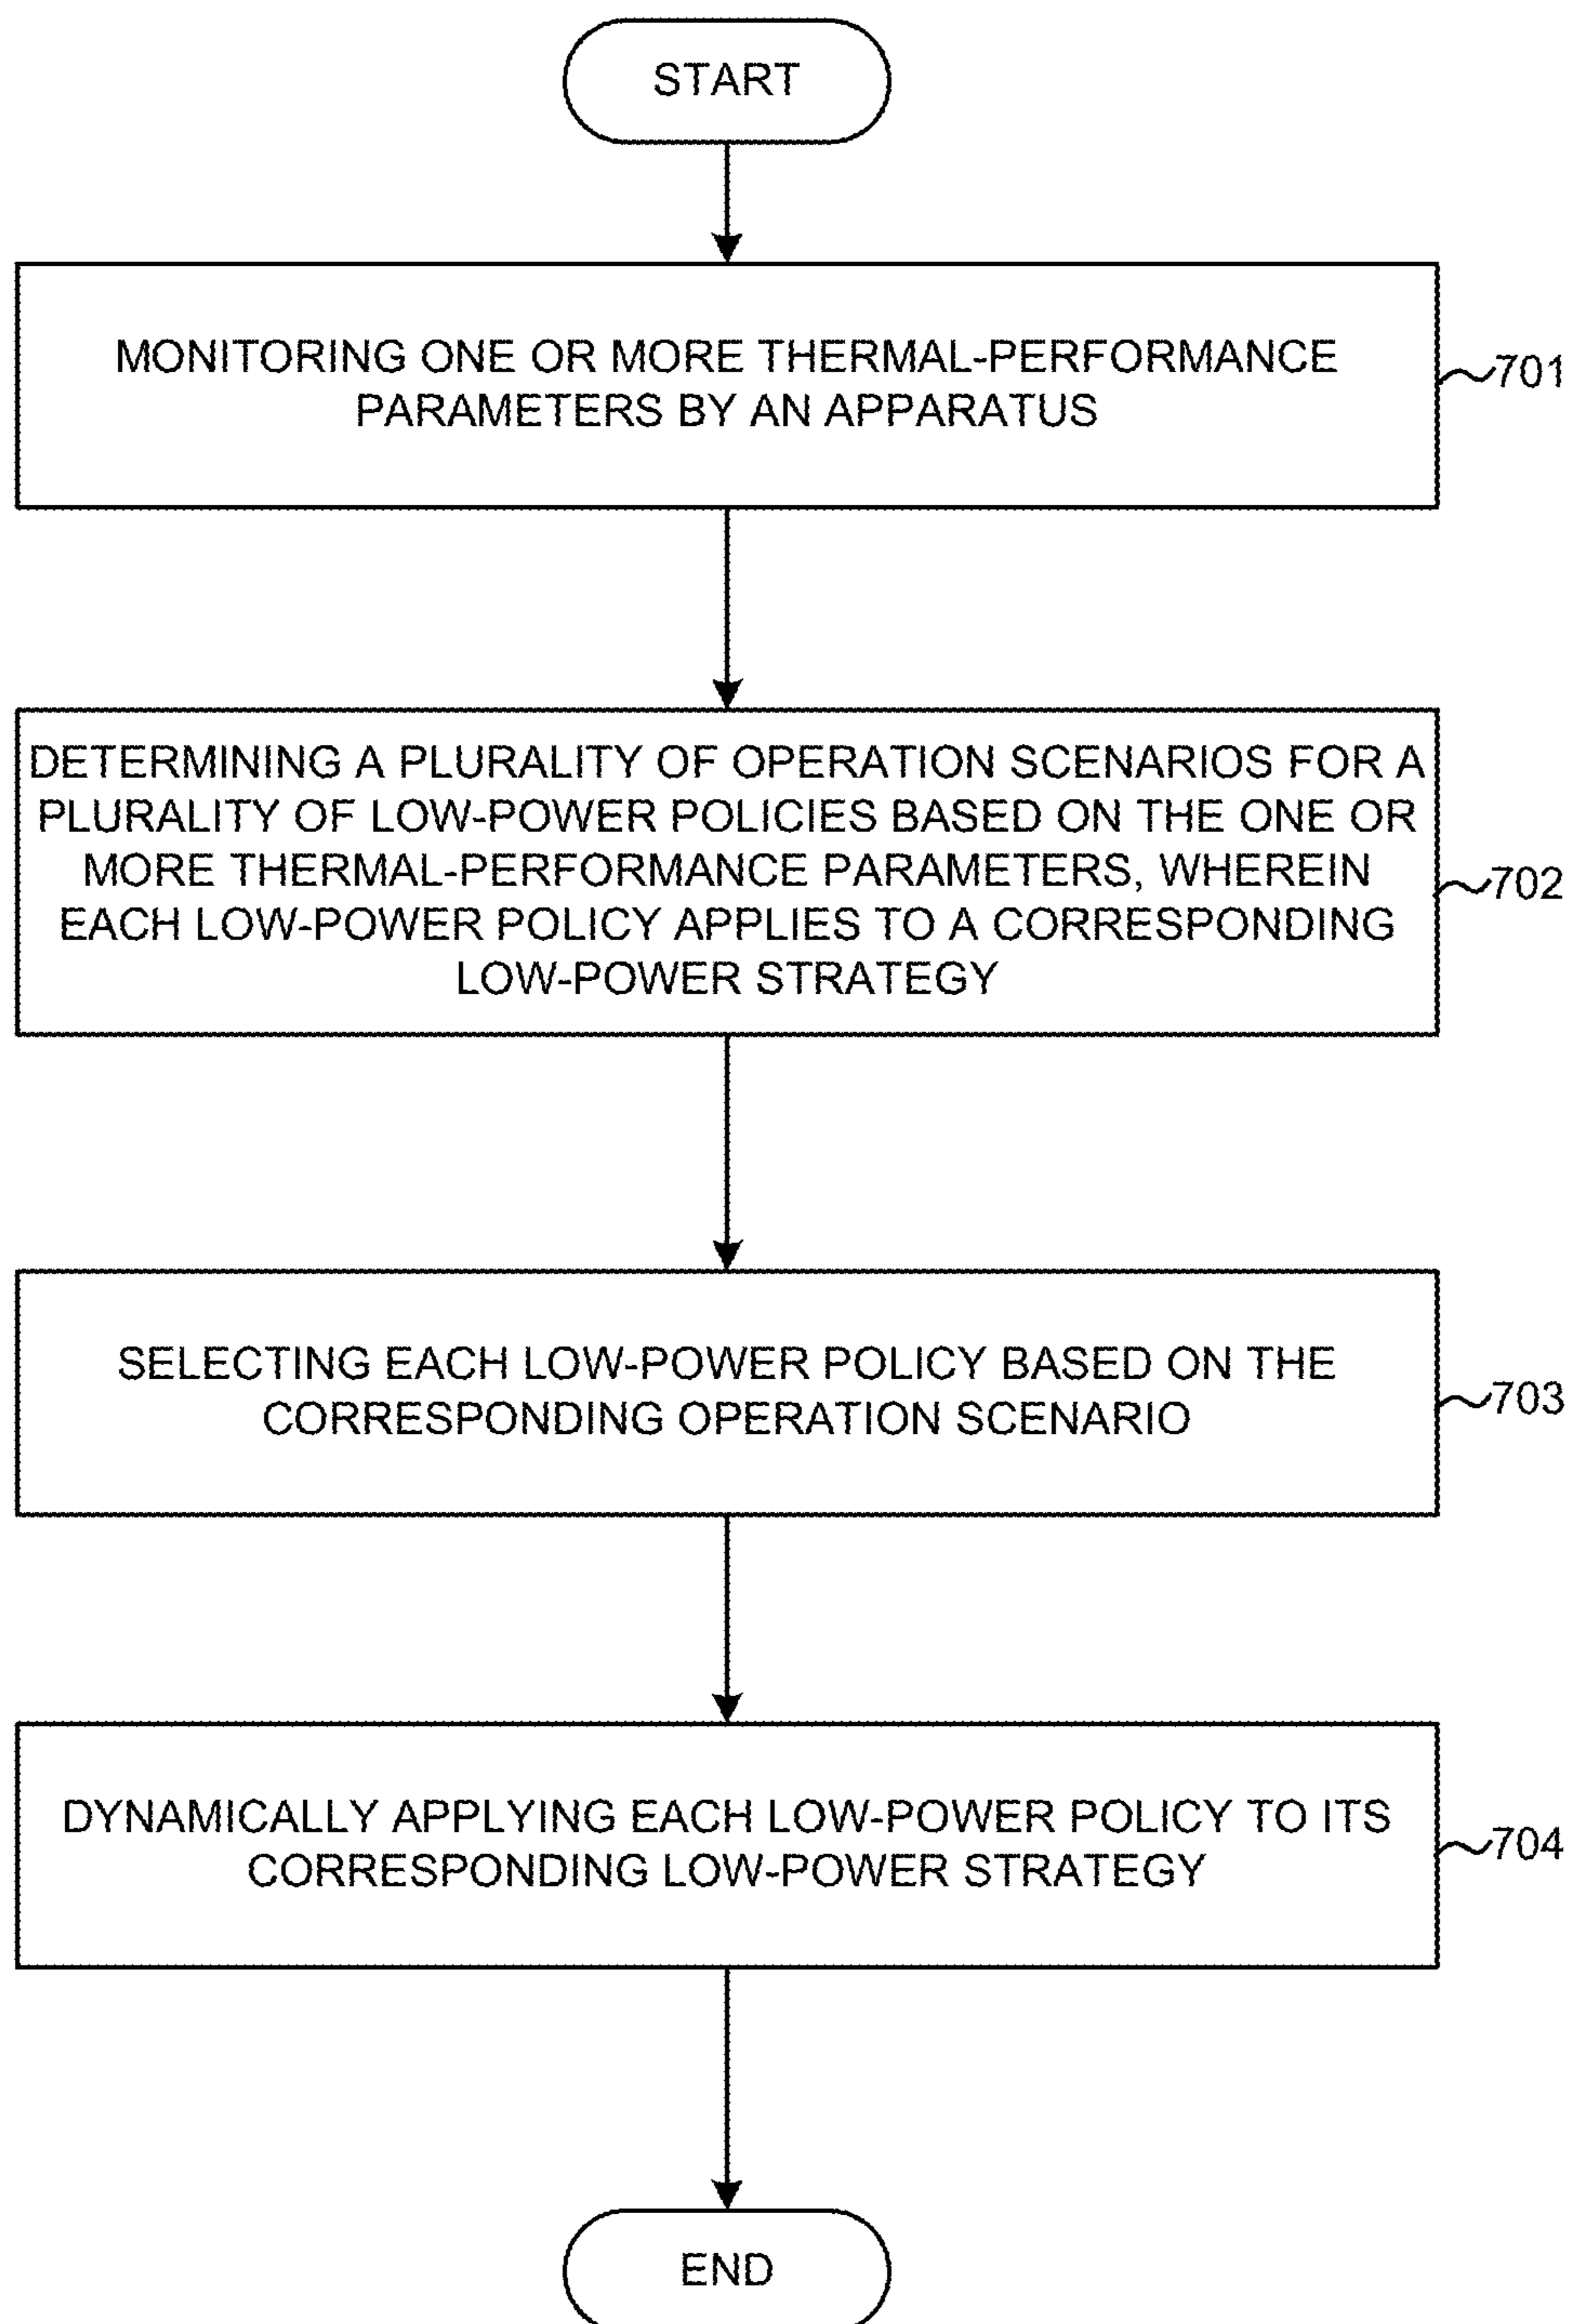 START
MONITORING ONE OR MORE THERMAL-PERFORMANCE
PARAMETERS BY AN APPARATUS
701
DETERMINING A PLURALITY OF OPERATION SCENARIOS FOR A
PLURALITY OF LOW-POWER POLICIES BASED ON THE ONE OR
MORE THERMAL-PERFORMANCE PARAMETERS, WHEREIN
EACH LOW-POWER POLICY APPLIES TO A CORRESPONDING
LOW-POWER STRATEGY
702
SELECTING EACH LOW-POWER POLICY BASED ON THE
CORRESPONDING OPERATION SCENARIO
703
DYNAMICALLY APPLYING EACH LOW-POWER POLICY TO ITS
CORRESPONDING LOW-POWER STRATEGY
704
END